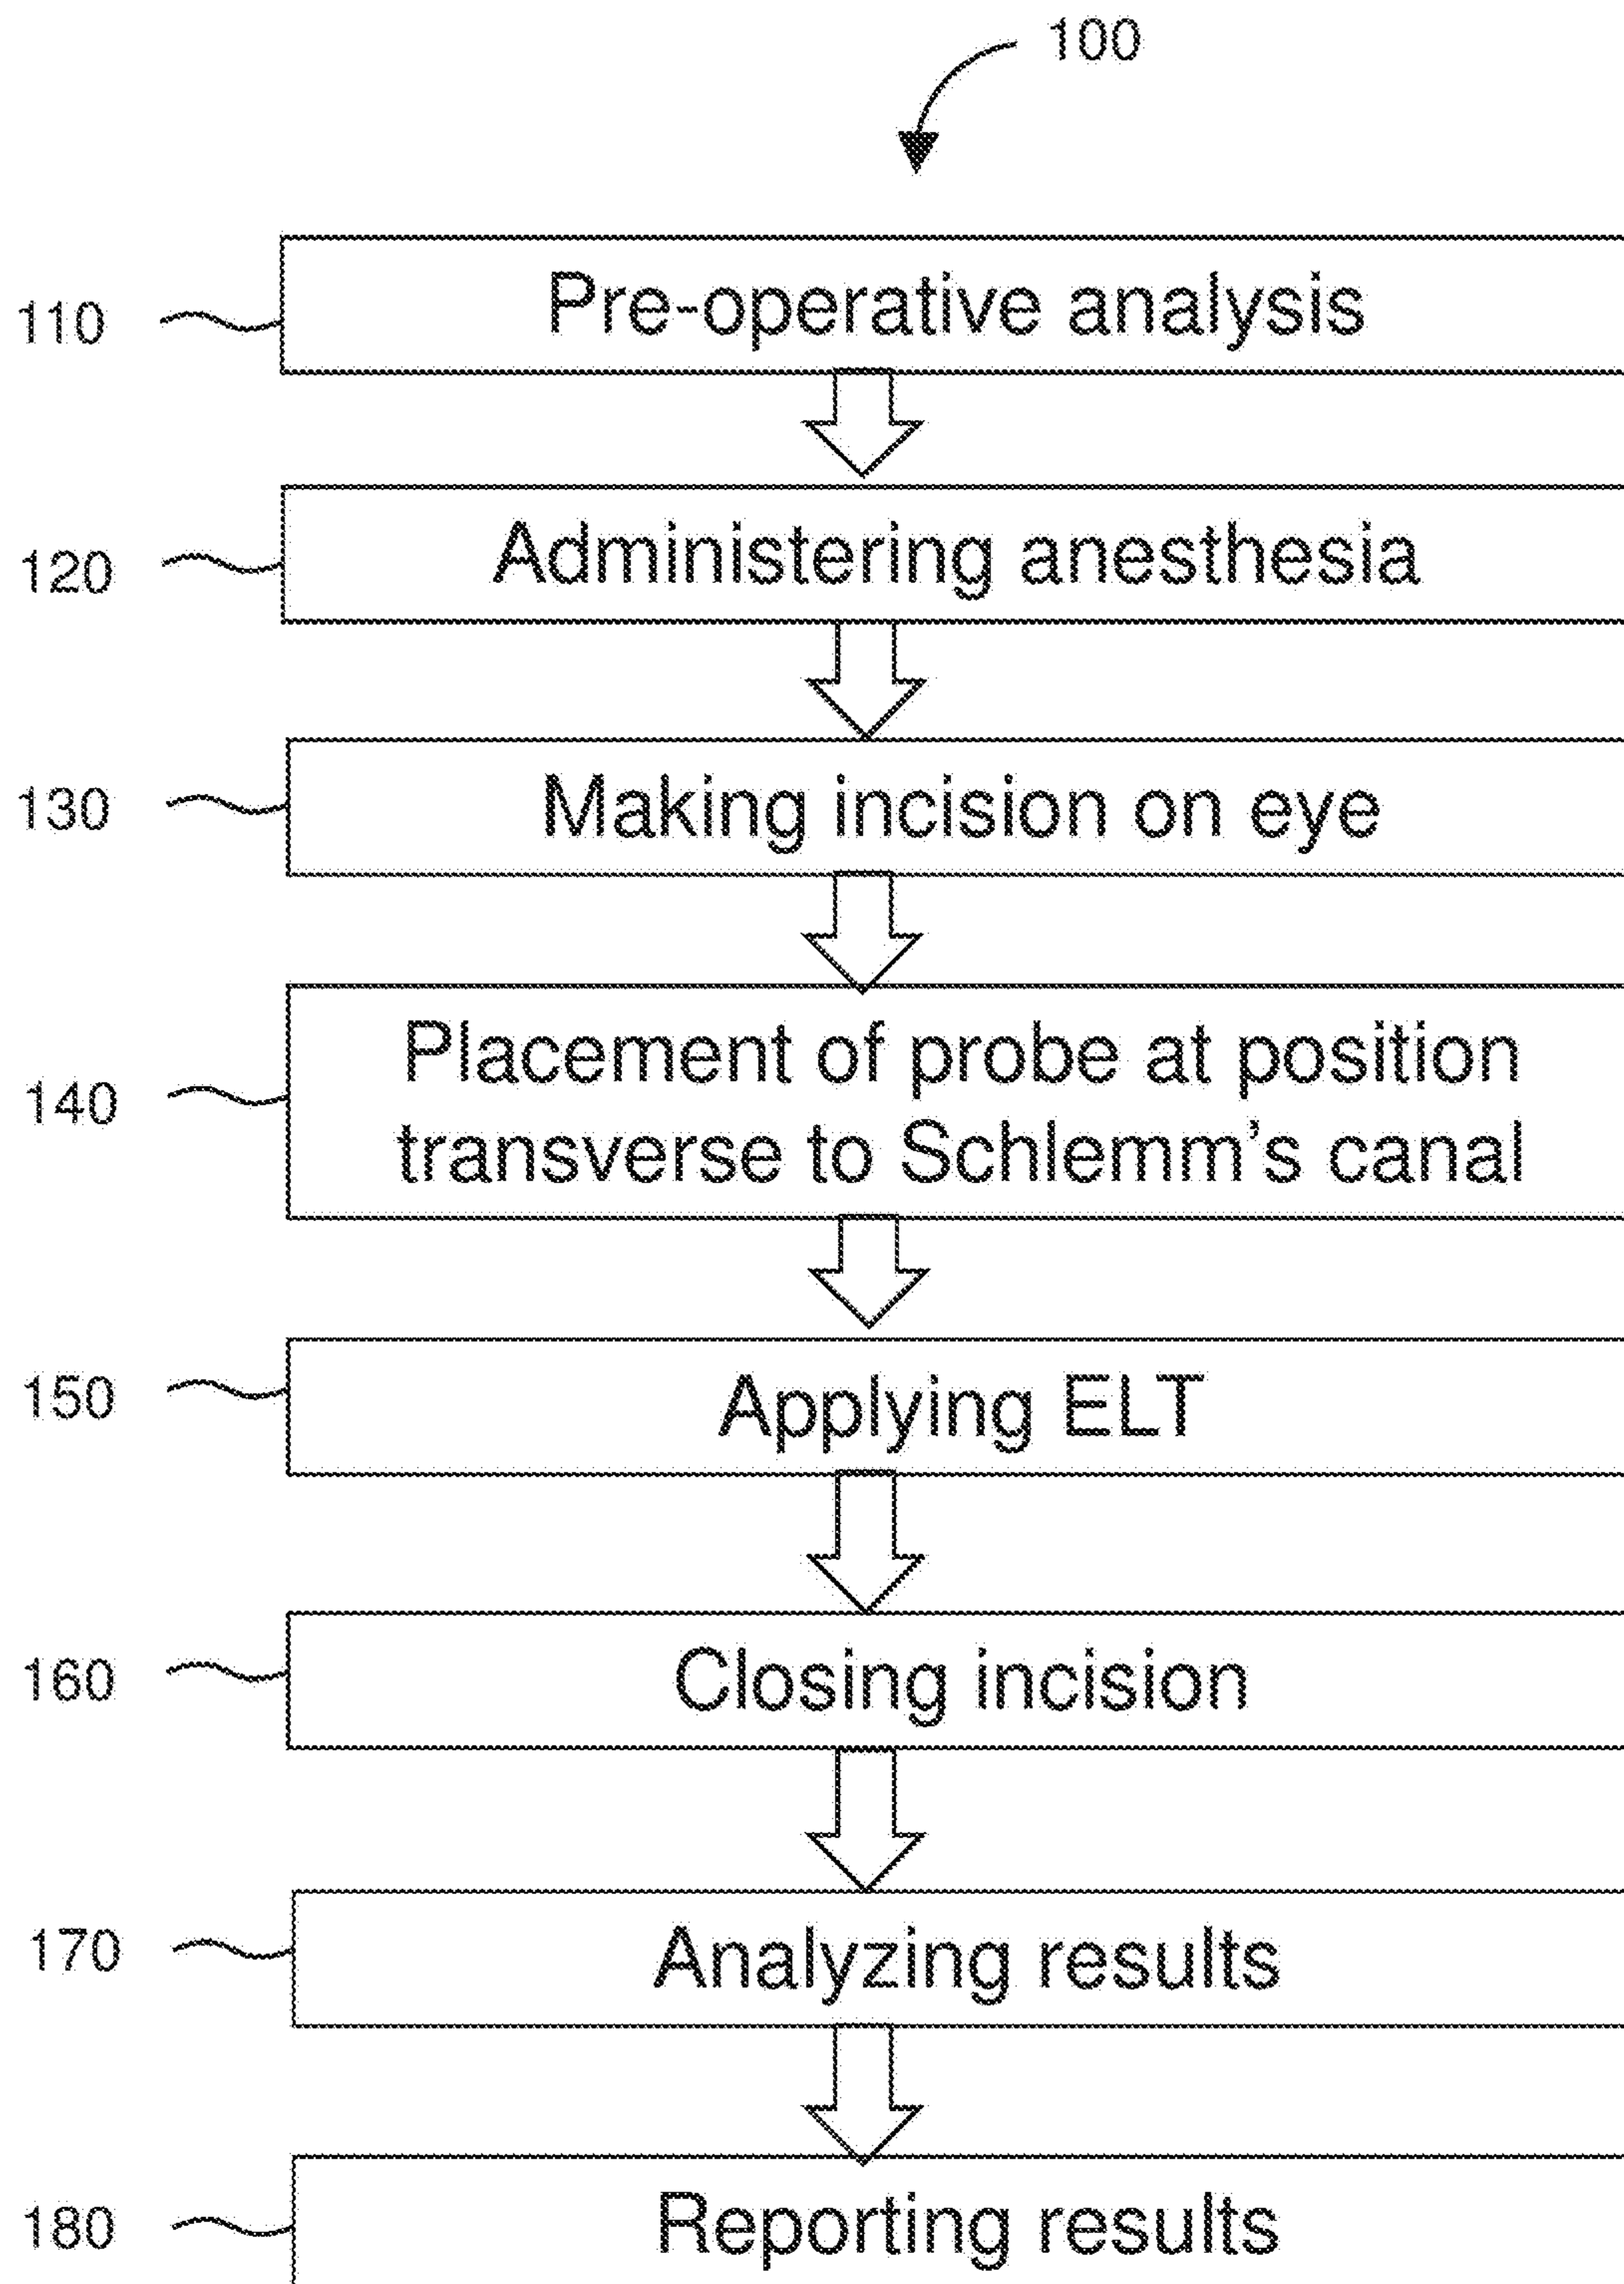 100
110 Pre-operative analysis
120 Administering anesthesia
130 Making incision on eye
140 Placement of probe at position
transverse to Schlemm's canal
150 Applying ELT
160 Closing incision
170 Analyzing results
180 Reporting results